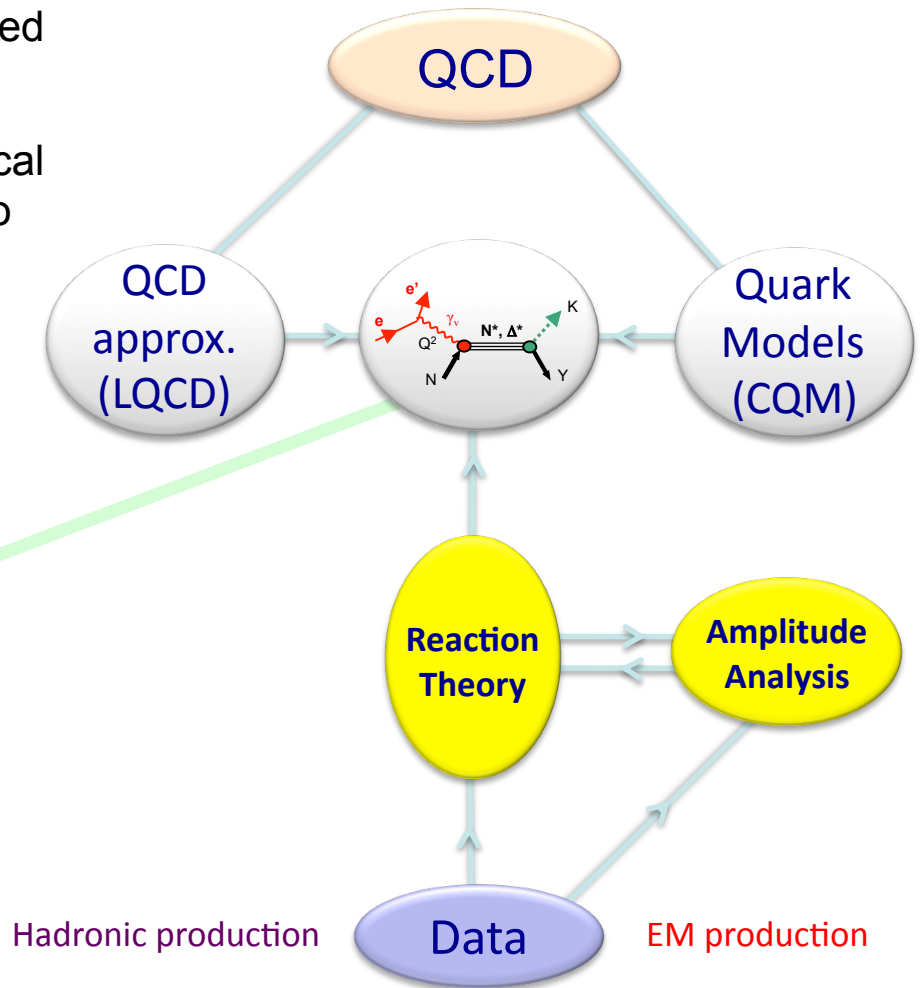 ed
cal
o
QCD
QCD
approx.
(LQCD)
e'
e
γv
Q²
N*, Δ*
K
N
Y
Quark
Models
(CQM)
Reaction
Theory
Amplitude
Analysis
Hadronic production
Data
EM production